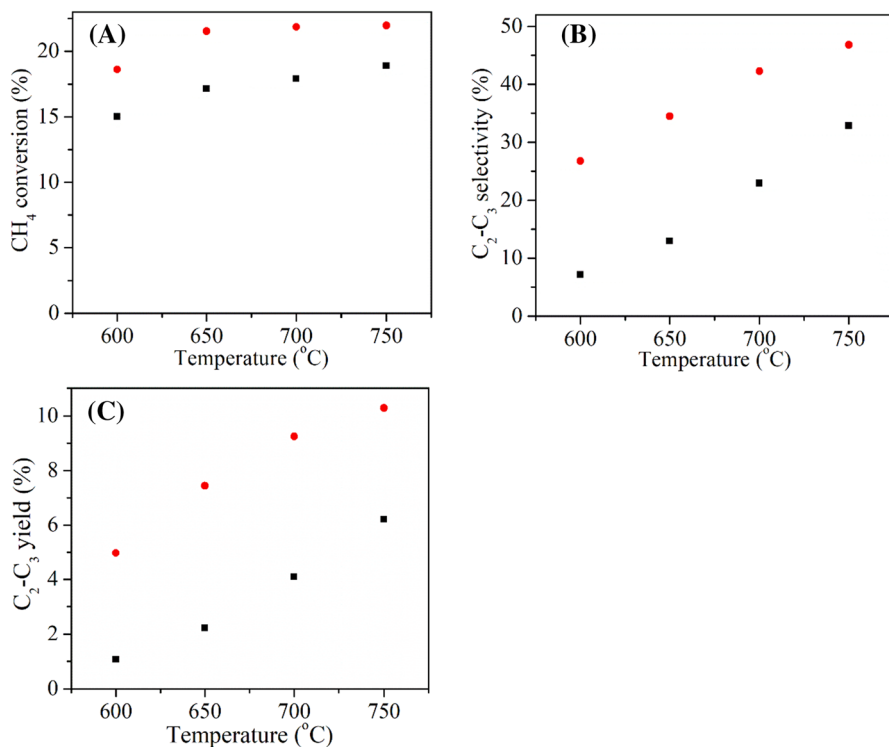 (A)
CH₄ conversion (%)
20
15
10
5
0
600 650 700 750
Temperature (°C)
(B)
C₂-C₃ selectivity (%)
50
40
30
20
10
0
600 650 700 750
Temperature (°C)
(C)
C₂-C₃ yield (%)
10
8
6
4
2
0
600 650 700 750
Temperature (°C)